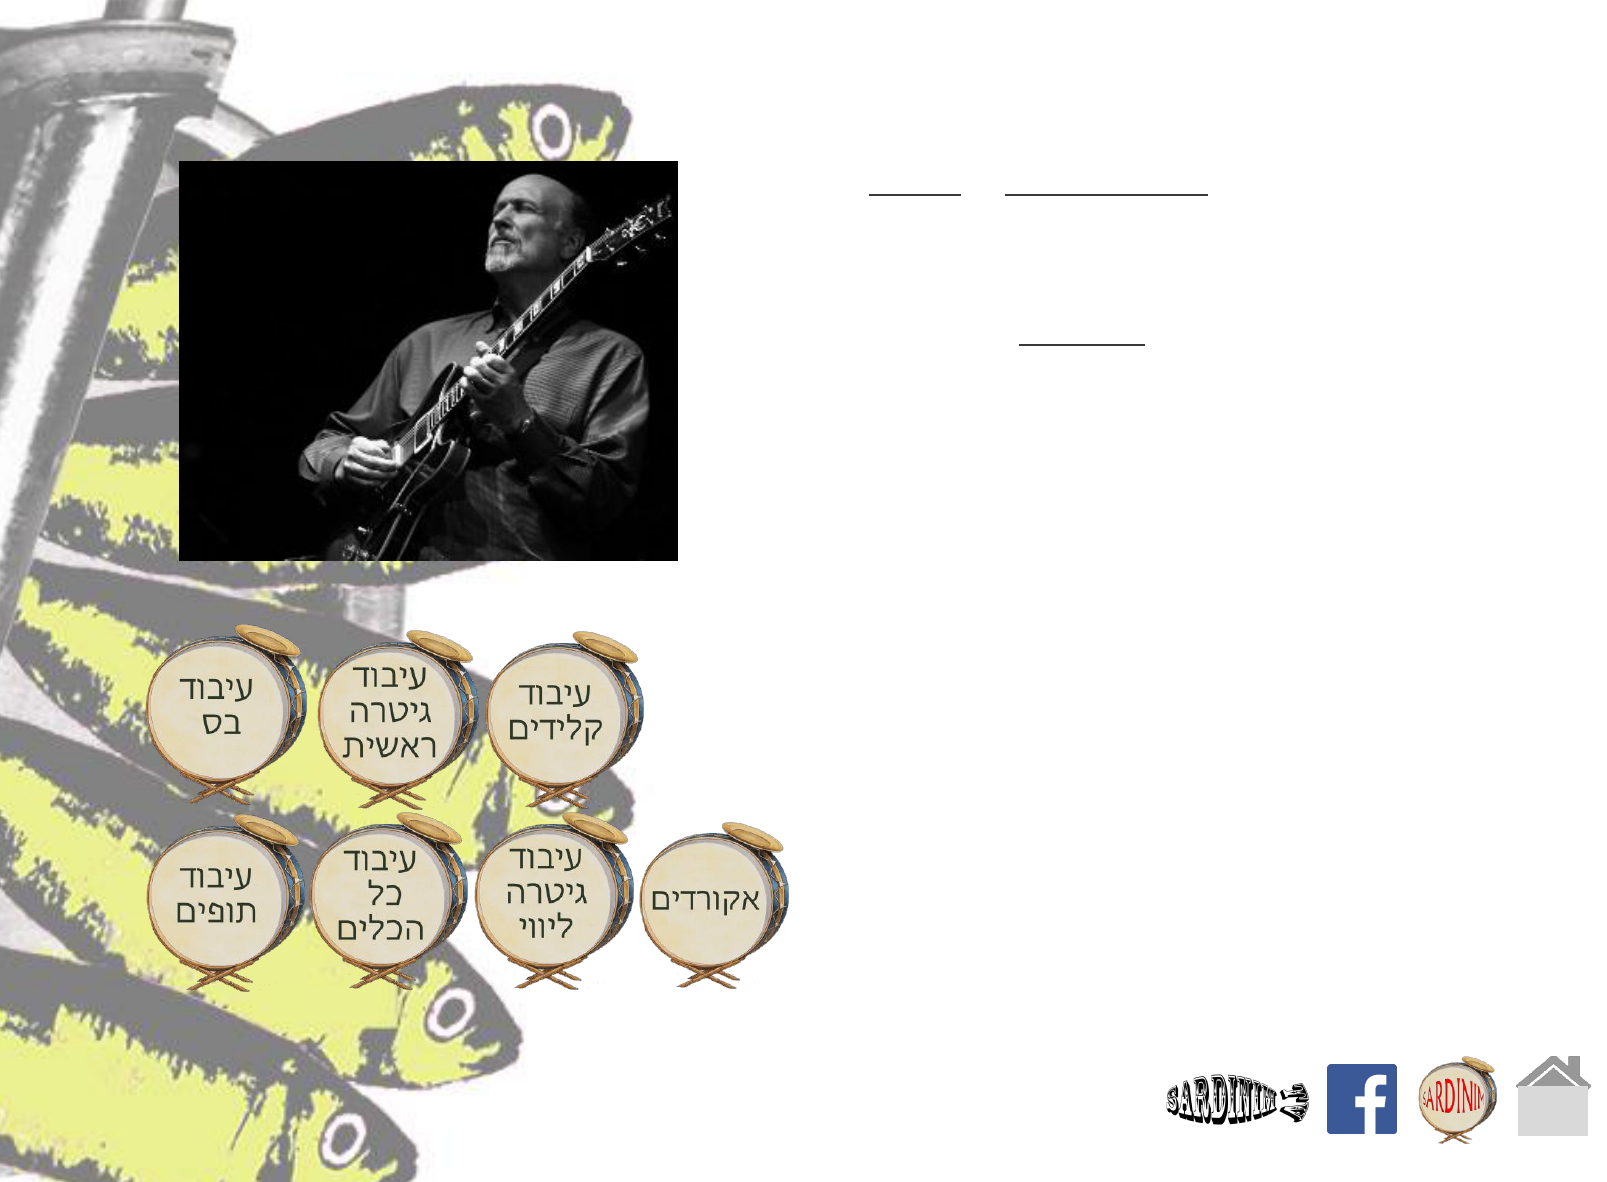 עיבוד
קלידים
עיבוד
גיטרה
ראשית
עיבוד
בס
אקורדים
עיבוד
גיטרה
ליווי
עיבוד
כל
הכלים
עיבוד
תופים
SARDINIM
SARDINIM